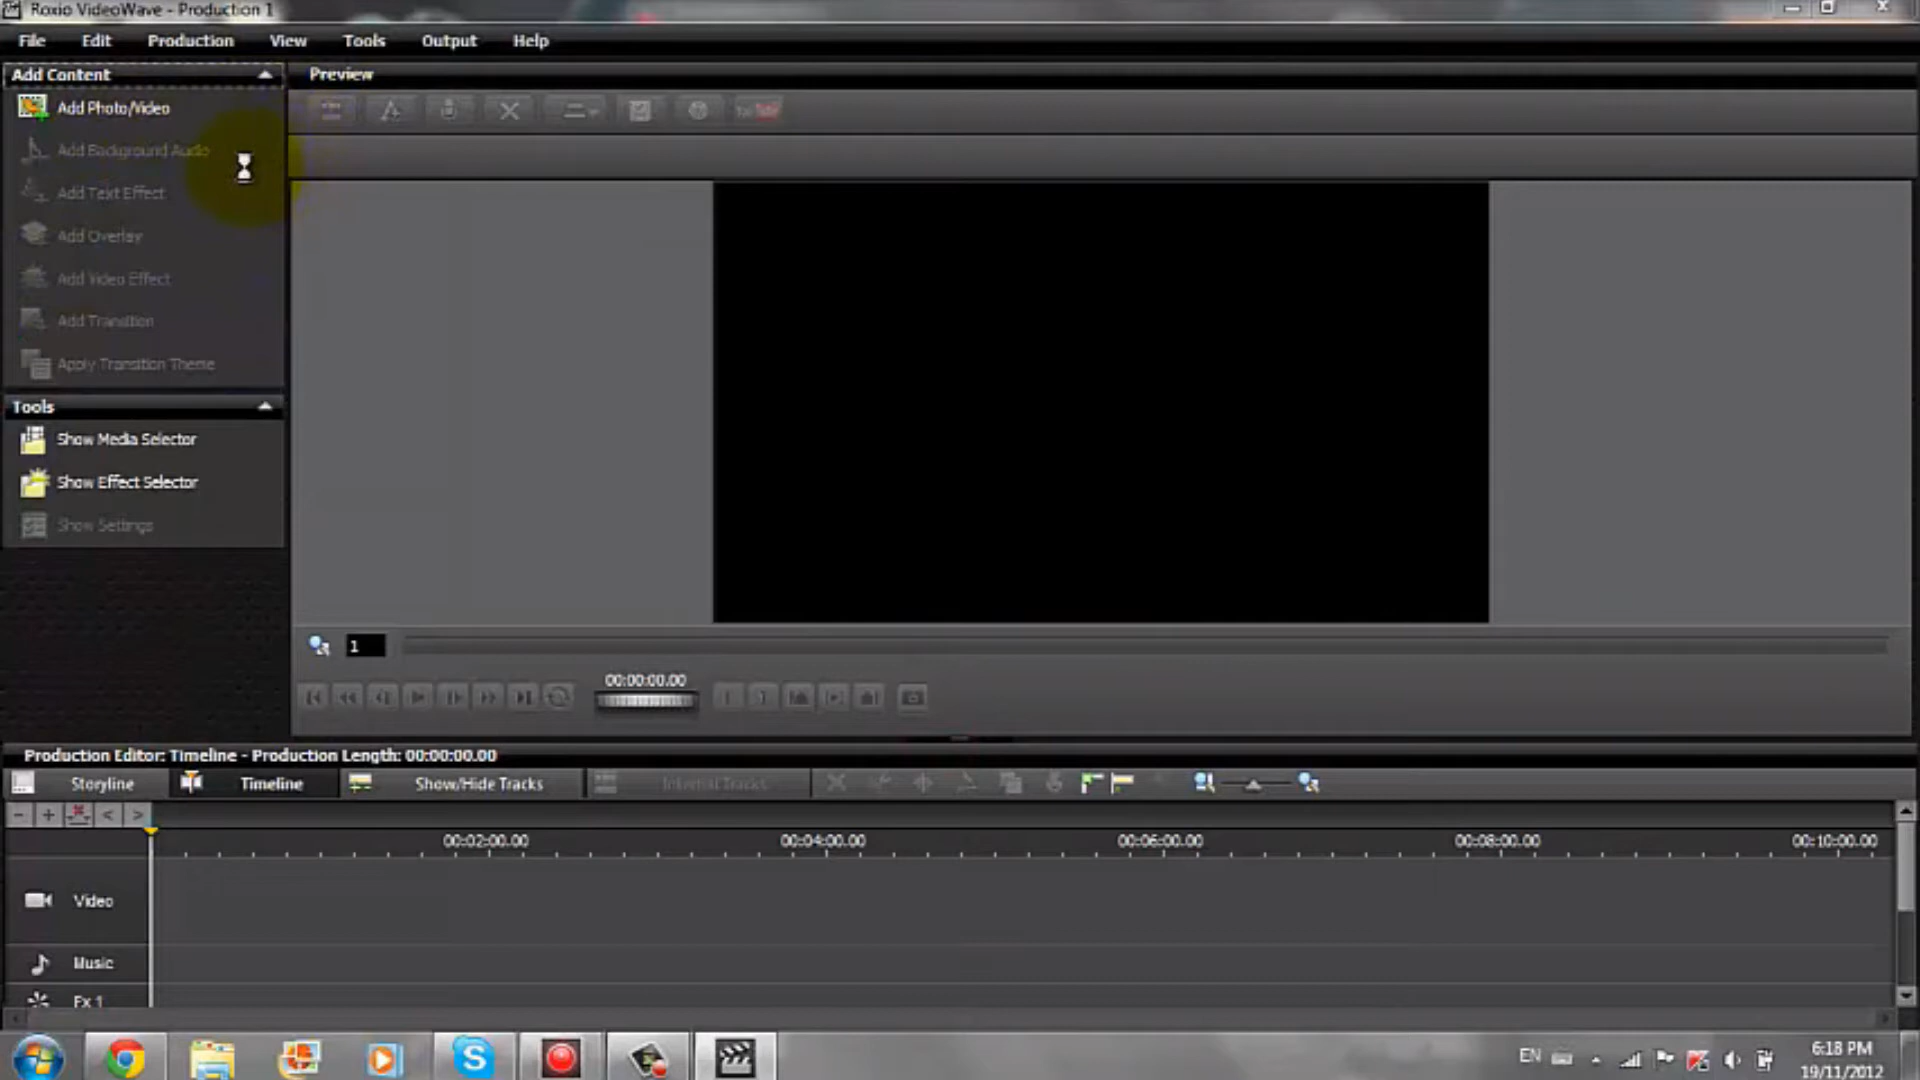 Roxio VideoWave - Production 1
File Edit Production View Tools Output Help
Add Content
Preview
Add Photo/Video
Add Background Audio
Add Text Effect
Add Overlay
Add Video Effect
Add Transition
Apply Transition Theme
Tools
Show Media Selector
Show Effect Selector
Show Settings
You Tube
1
00:00:00.00
Production Editor: Timeline - Production Length: 00:00:00.00
Storyline Timeline Show/Hide Tracks Internal Tracks
00:02:00.00 00:04:00.00 00:06:00.00 00:08:00.00 00:10:00.00
Video
Music
Fx 1
EN
6:18 PM
19/11/2012